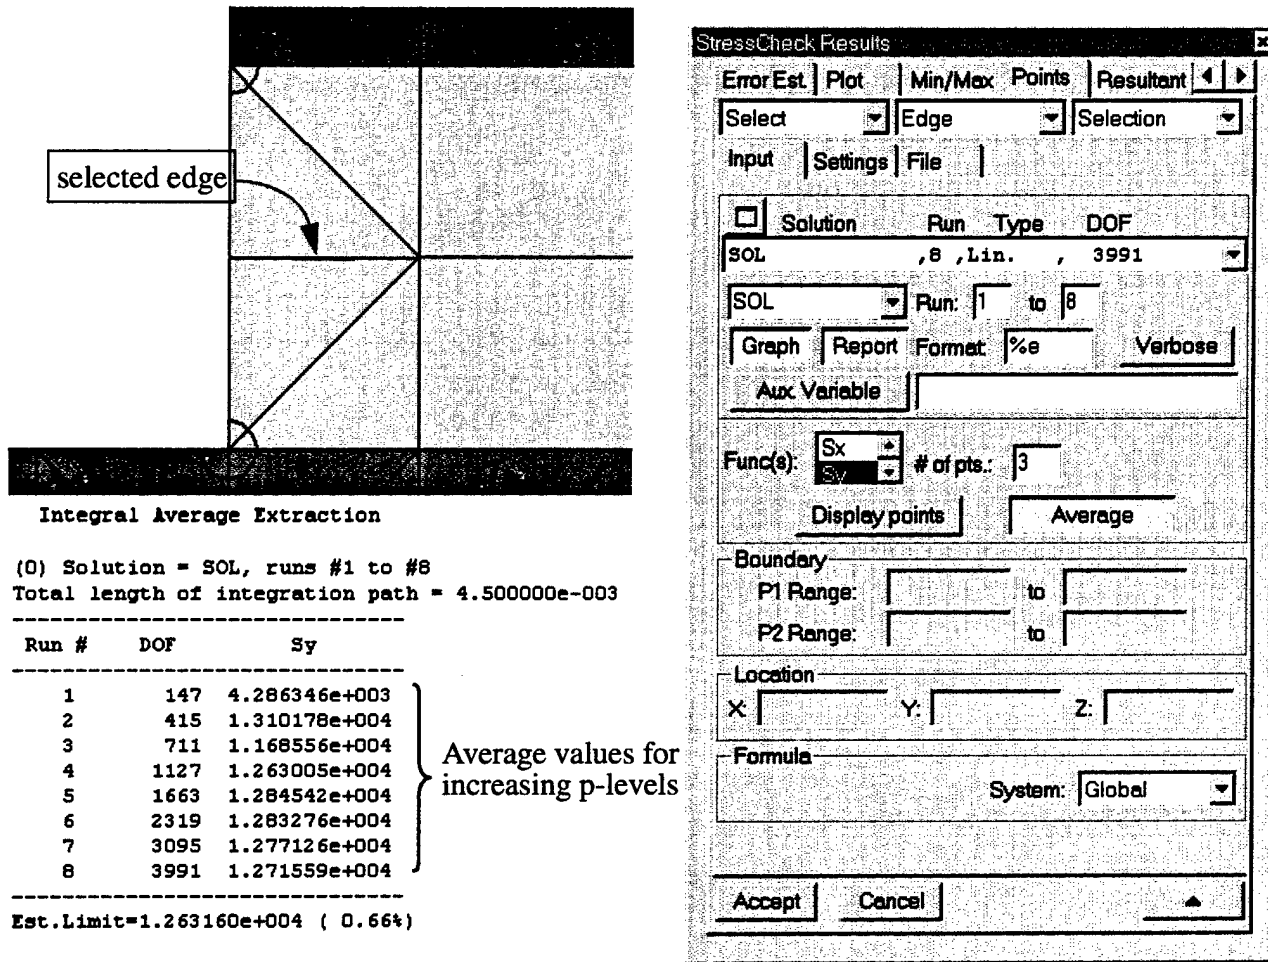 selected edge
Integral Average Extraction
(0) Solution = SOL, runs #1 to #8
Total length of integration path = 4.500000e-003
Run # DOF Sy
1 147 4.286346e+003
2 415 1.310178e+004
3 711 1.168556e+004
4 1127 1.263005e+004
5 1663 1.284542e+004
6 2319 1.283276e+004
7 3095 1.277126e+004
8 3991 1.271559e+004
Est.Limit=1.263160e+004 ( 0.66%)
Average values for
increasing p-levels
StressCheck Results
Error Est. Plot Min/Max Points Resultant
Select Edge Selection
Input Settings File
Solution Run Type DOF
SOL ,8 ,Lin. , 3991
SOL Run: 1 to 8
Graph Report Format: %e Verbose
Aux. Variable
Func(s): Sx Sy # of pts.: 3
Display points Average
Boundary
P1 Range: to
P2 Range: to
Location
X: Y: Z:
Formula
System: Global
Accept Cancel